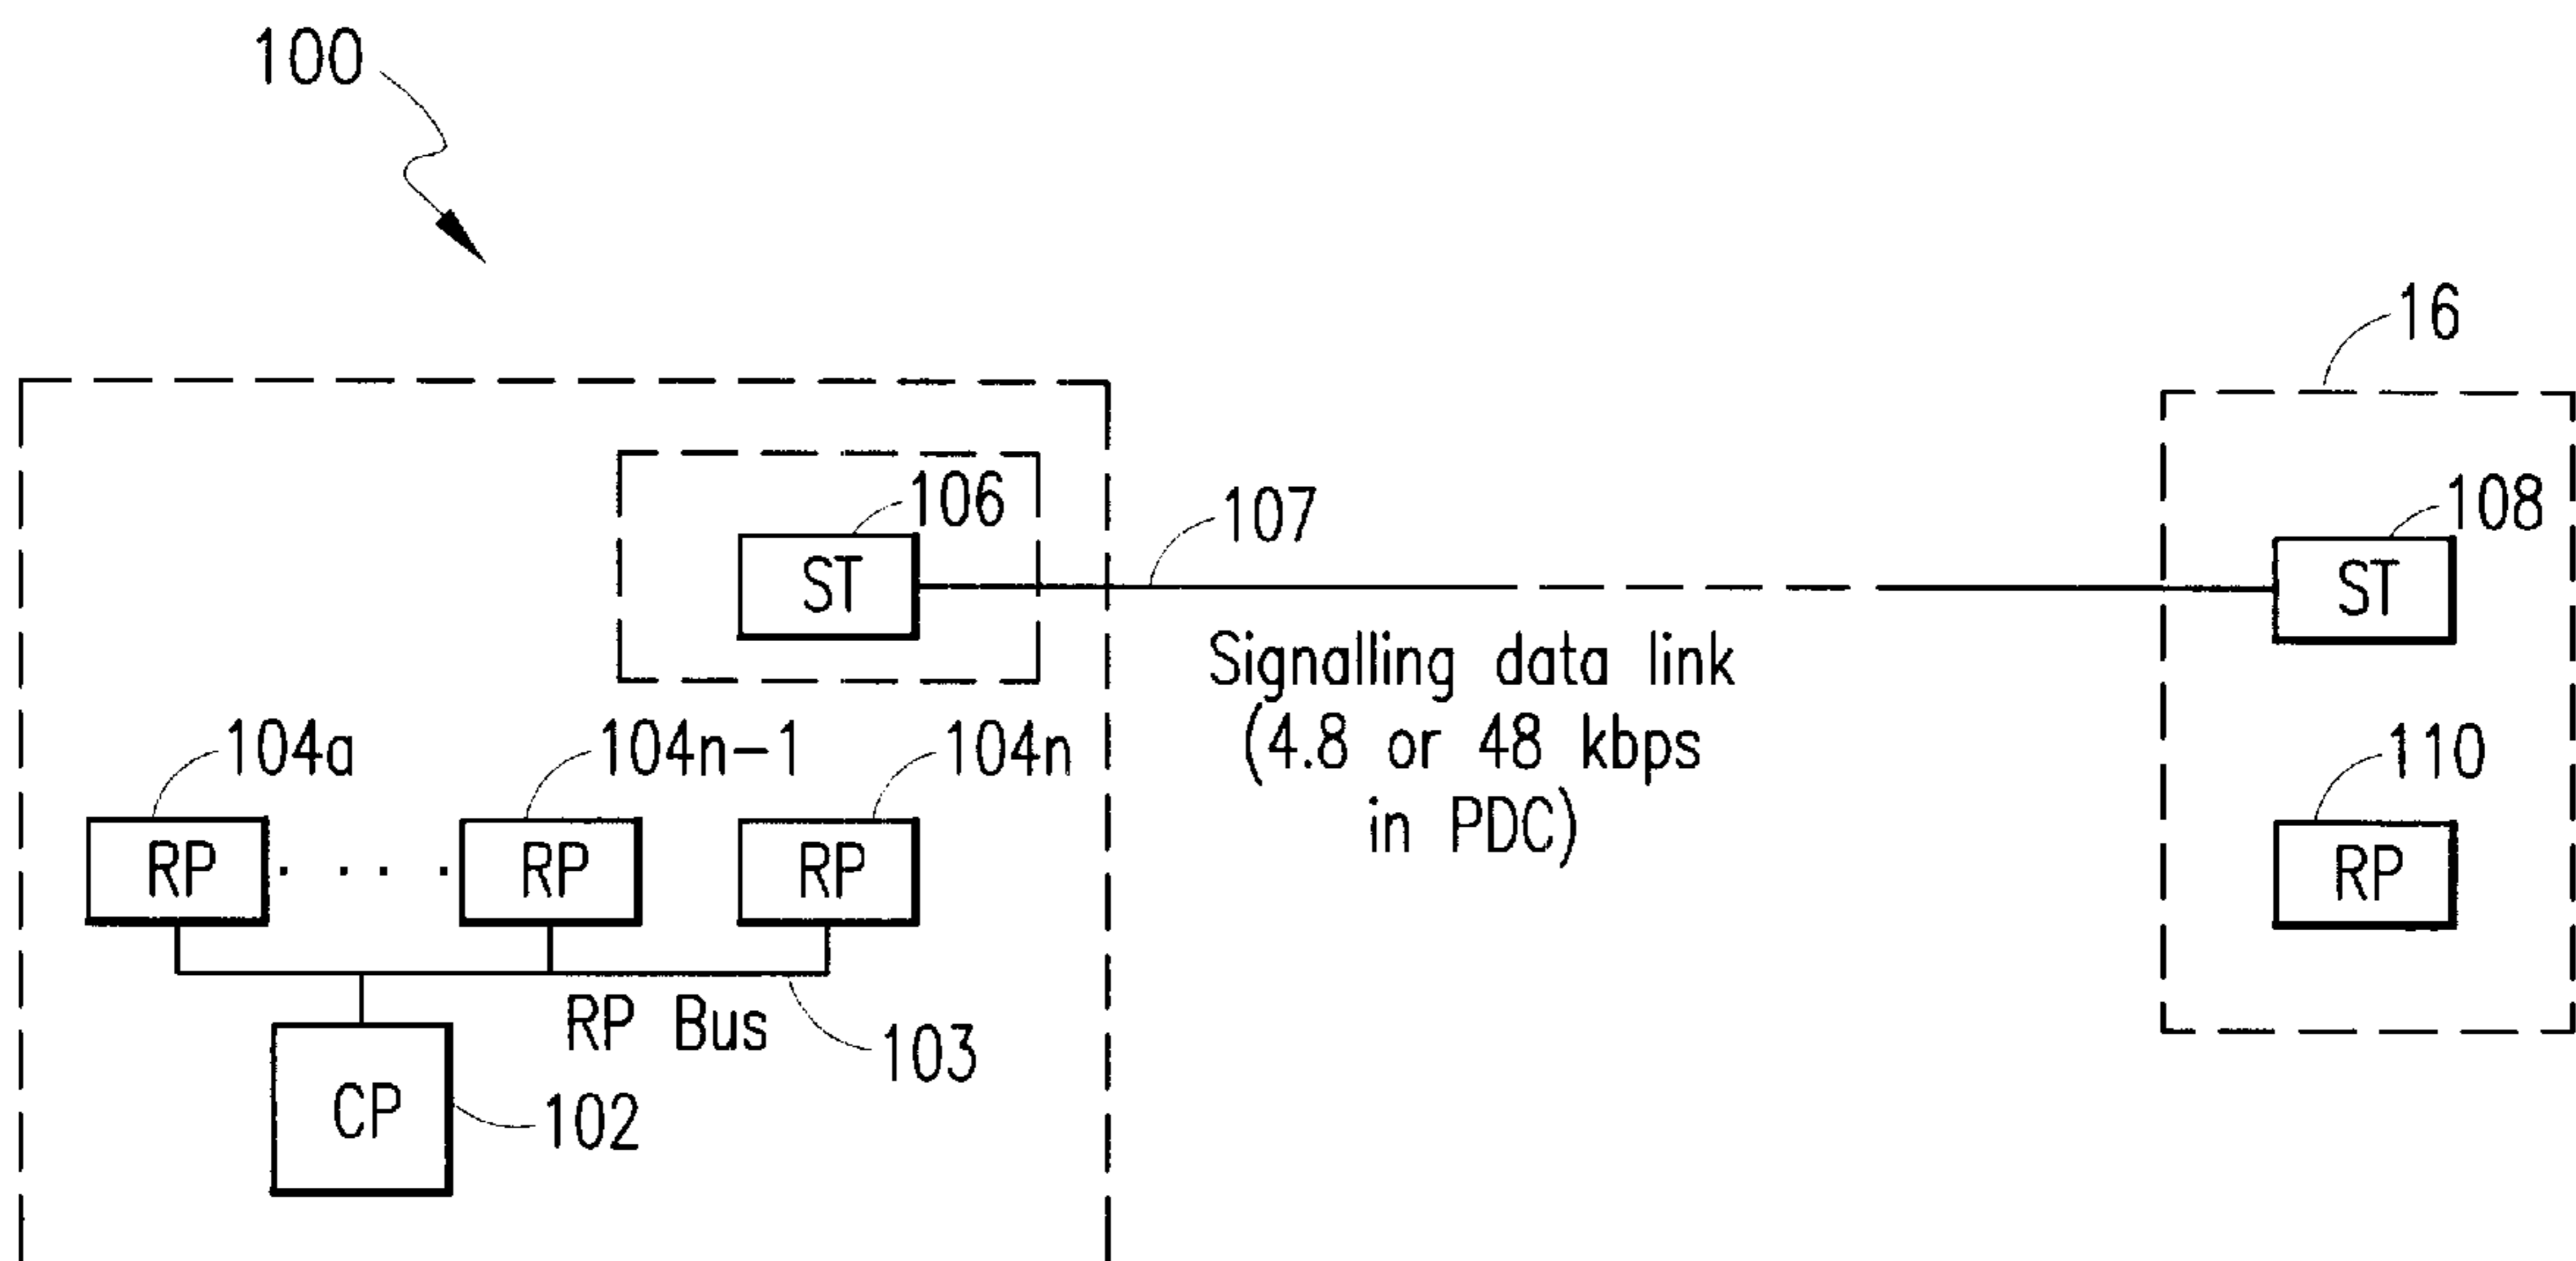 100
16
106
107
108
ST
ST
Signalling data link
(4.8 or 48 kbps
in PDC)
104a
104n-1
104n
110
RP
RP
RP
RP
RP Bus
103
CP
102